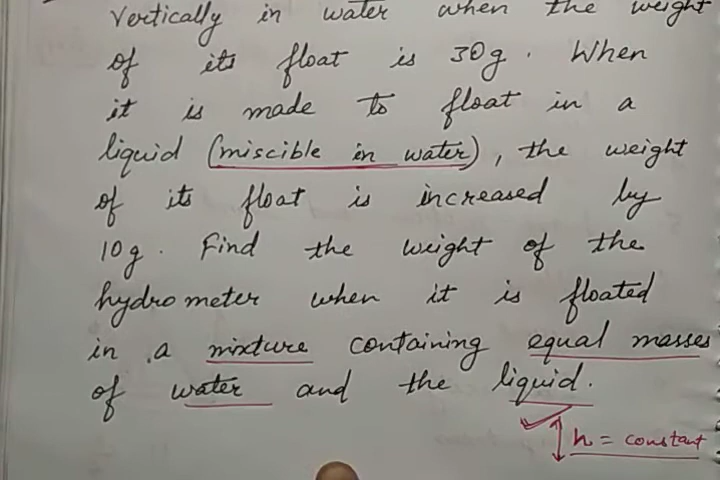 vertically in water when the weight
of its float is 30g. When
it is made to float in a
liquid (miscible in water), the weight
of its float is increased by
10g. Find the weight of the
hydrometer when it is floated
in a mixture containing equal masses
of water and the liquid.
h = constant